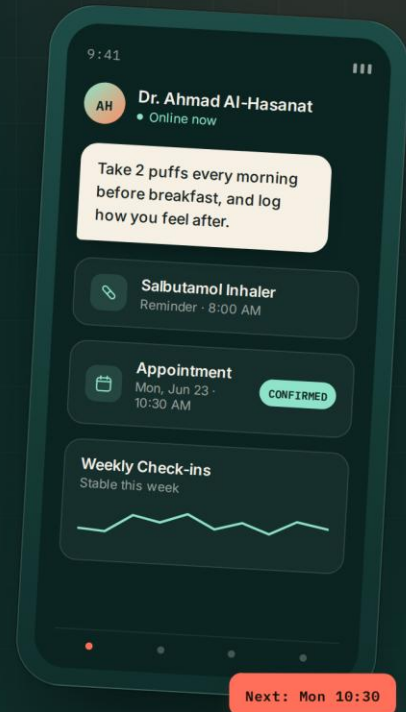 9:41
AH
Dr. Ahmad Al-Hasanat
Online now
Take 2 puffs every morning
before breakfast, and log
how you feel after.
Salbutamol Inhaler
Reminder · 8:00 AM
Appointment
Mon, Jun 23 ·
10:30 AM
CONFIRMED
Weekly Check-ins
Stable this week
Next: Mon 10:30